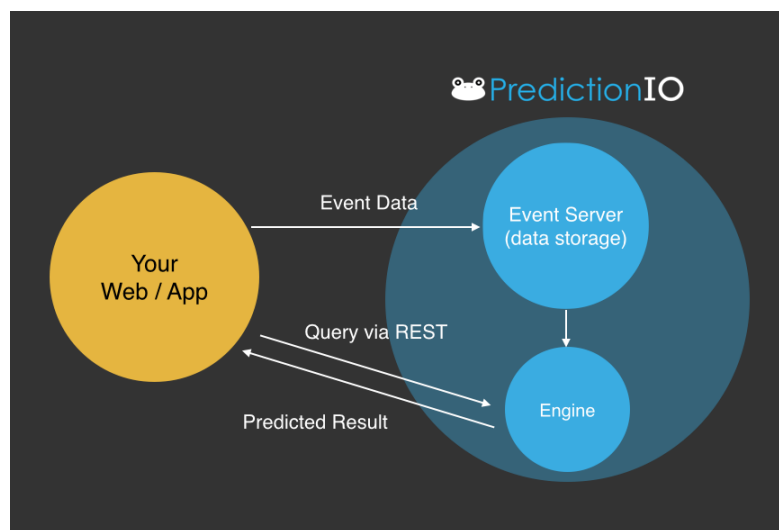 PredictionIO
Event Data
Event Server
(data storage)
Your
Web / App
Query via REST
Predicted Result
Engine